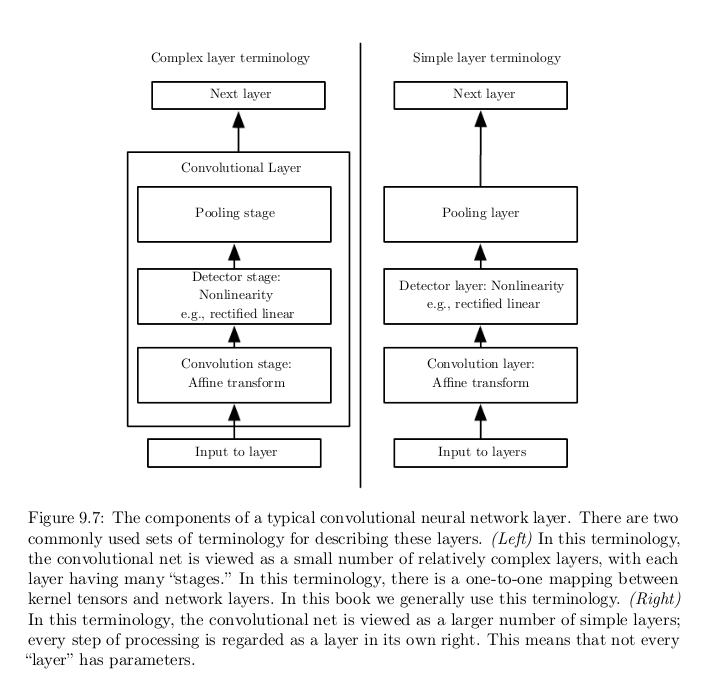 Complex layer terminology
Next layer
Convolutional Layer
Pooling stage
Detector stage:
Nonlinearity
e.g., rectified linear
Convolution stage:
Affine transform
Input to layer
Simple layer terminology
Next layer
Pooling layer
Detector layer: Nonlinearity
e.g., rectified linear
Convolution layer:
Affine transform
Input to layers
Figure 9.7: The components of a typical convolutional neural network layer. There are two
commonly used sets of terminology for describing these layers. (Left) In this terminology,
the convolutional net is viewed as a small number of relatively complex layers, with each
layer having many “stages.” In this terminology, there is a one-to-one mapping between
kernel tensors and network layers. In this book we generally use this terminology. (Right)
In this terminology, the convolutional net is viewed as a larger number of simple layers;
every step of processing is regarded as a layer in its own right. This means that not every
“layer” has parameters.